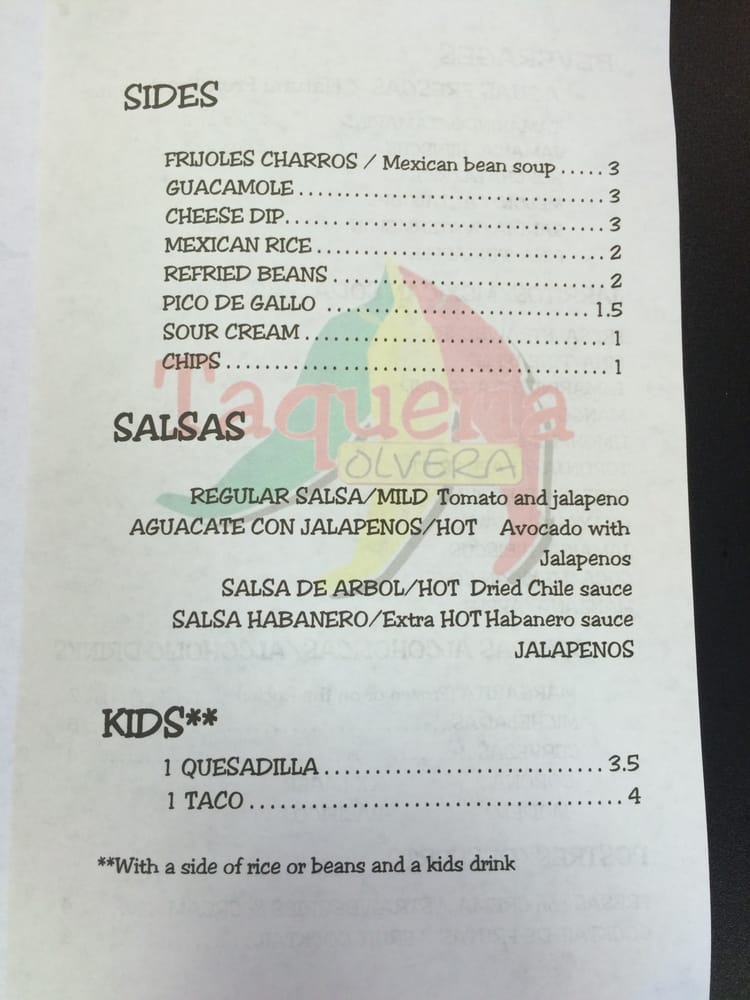 SIDES
FRIJOLES CHARROS / Mexican bean soup ..... 3
GUACAMOLE ................................ 3
CHEESE DIP................................. 3
MEXICAN RICE .............................. 2
REFRIED BEANS ............................ 2
PICO DE GALLO ........................... 1.5
SOUR CREAM ............................... 1
CHIPS ........................................ 1
Taqueria
OLVERA
SALSAS
REGULAR SALSA/MILD Tomato and jalapeno
AGUACATE CON JALAPENOS/HOT Avocado with
Jalapenos
SALSA DE ARBOL/HOT Dried Chile sauce
SALSA HABANERO/Extra HOT Habanero sauce
JALAPENOS
KIDS**
1 QUESADILLA ............................ 3.5
1 TACO ..................................... 4
**With a side of rice or beans and a kids drink